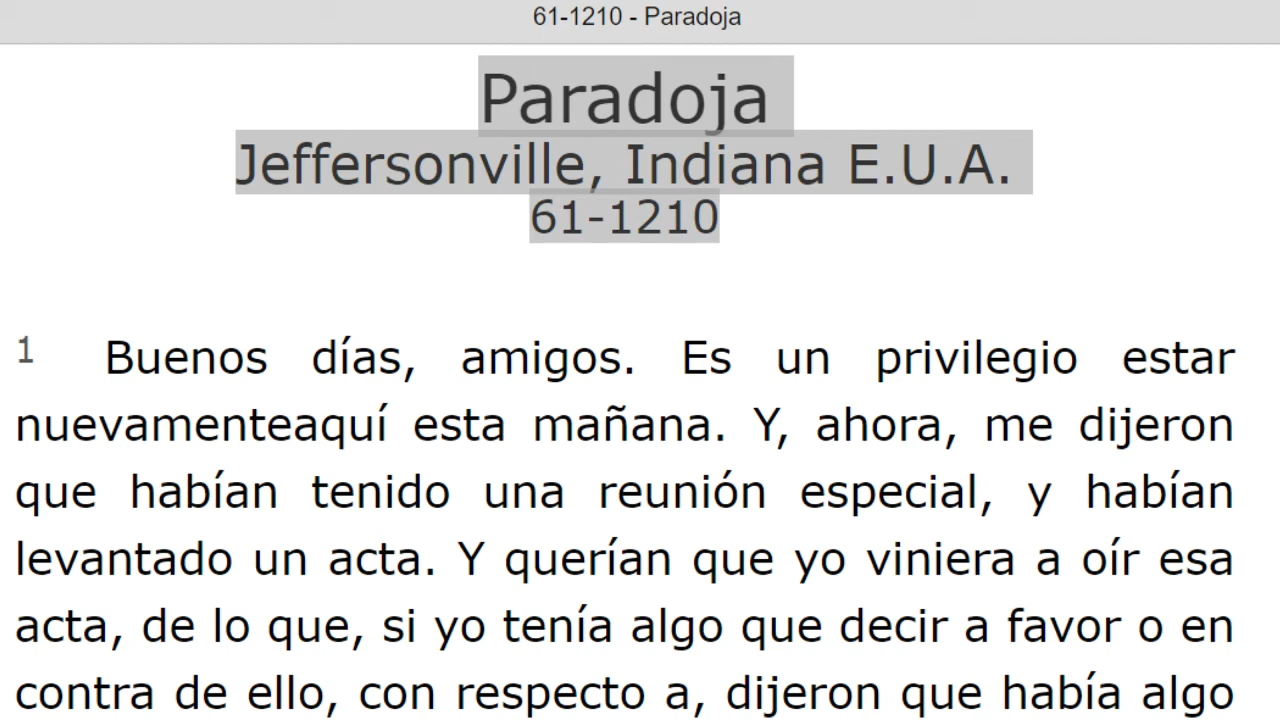 61-1210 - Paradoja
Paradoja
Jeffersonville, Indiana E.U.A.
61-1210
1 Buenos días, amigos. Es un privilegio estar
nuevamenteaquí esta mañana. Y, ahora, me dijeron
que habían tenido una reunión especial, y habían
levantado un acta. Y querían que yo viniera a oír esa
acta, de lo que, si yo tenía algo que decir a favor o en
contra de ello, con respecto a, dijeron que había algo